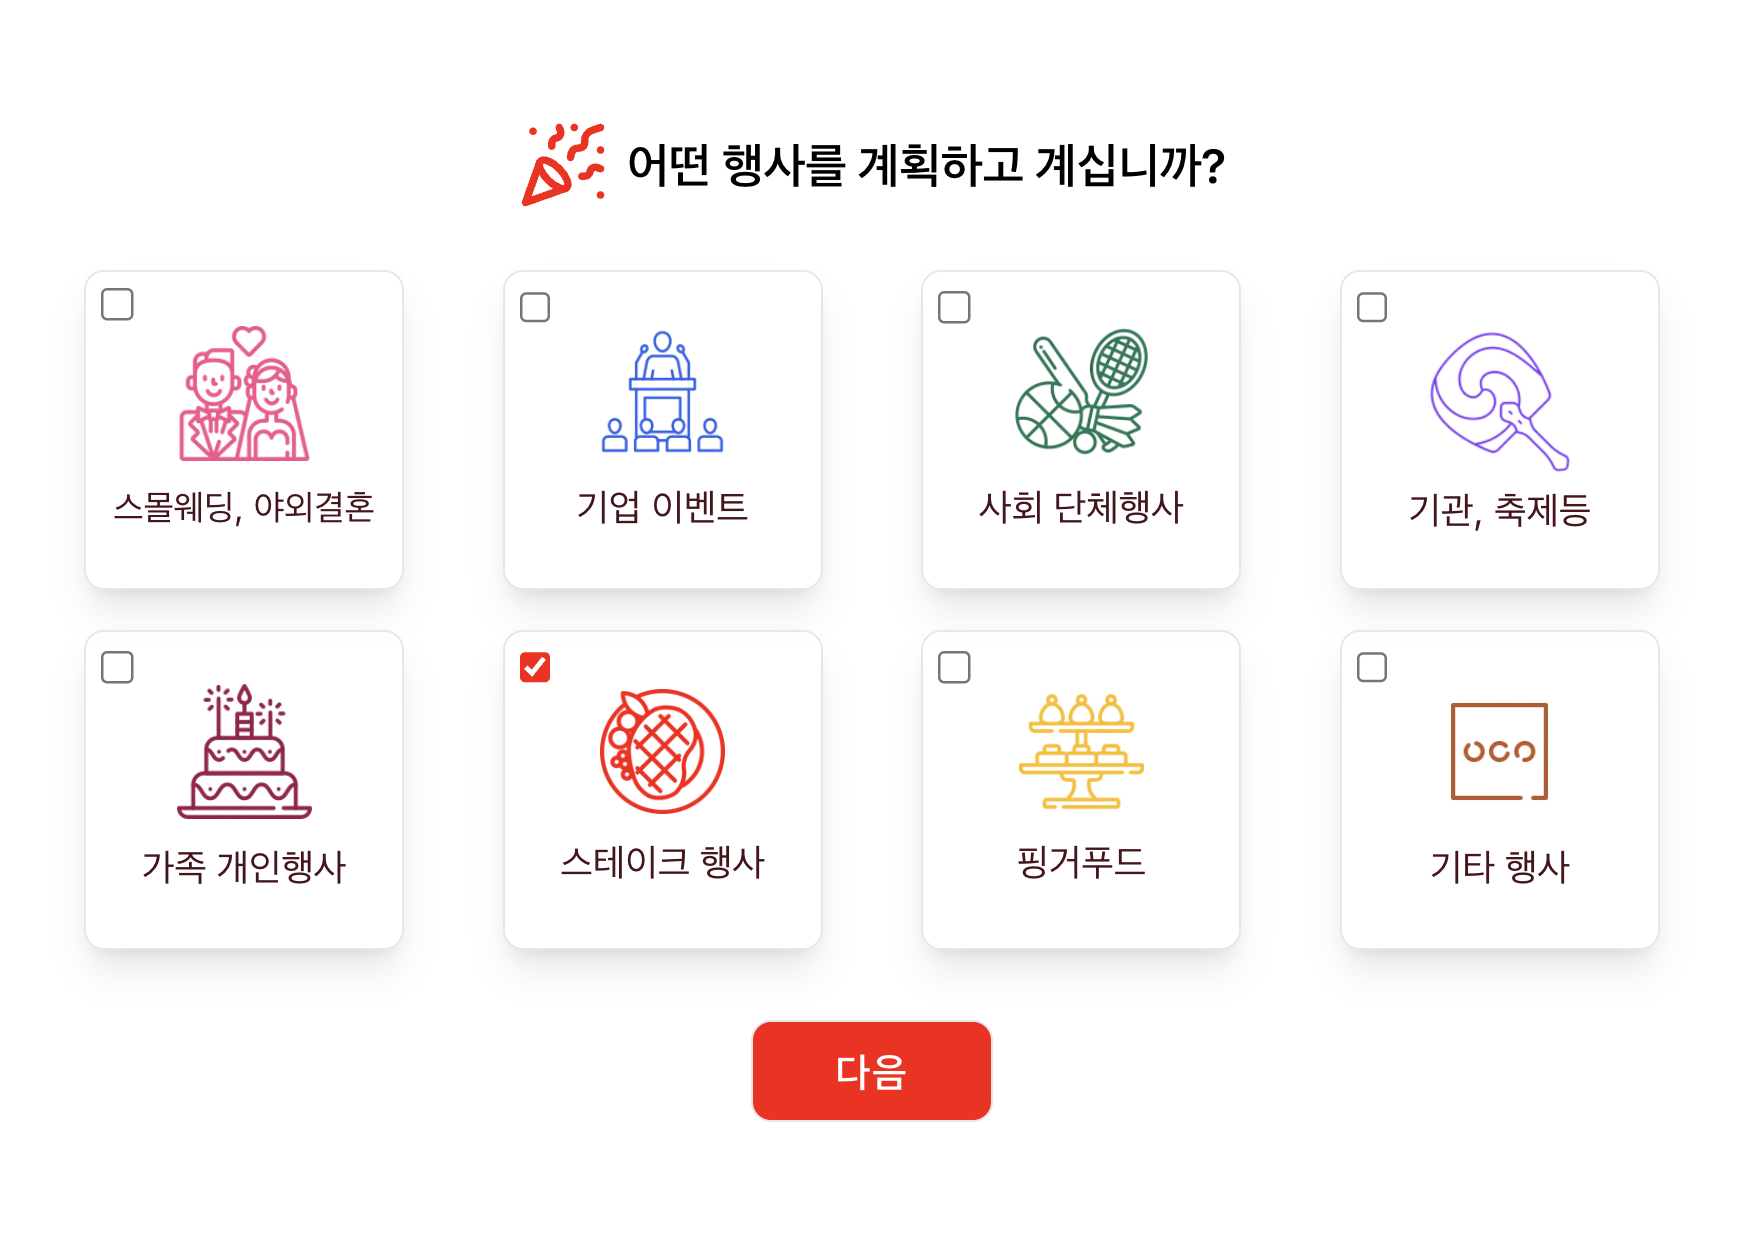 어떤 행사를 계획하고 계십니까?
스몰웨딩, 야외결혼
기업 이벤트
사회 단체행사
기관, 축제등
가족 개인행사
스테이크 행사
핑거푸드
기타 행사
다음